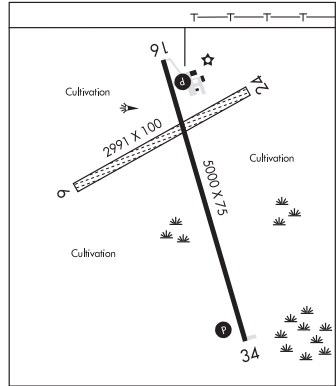 T T T T
16
P
24
Cultivation
2991 X 100
Cultivation
5000 X 75
6
Cultivation
P
34